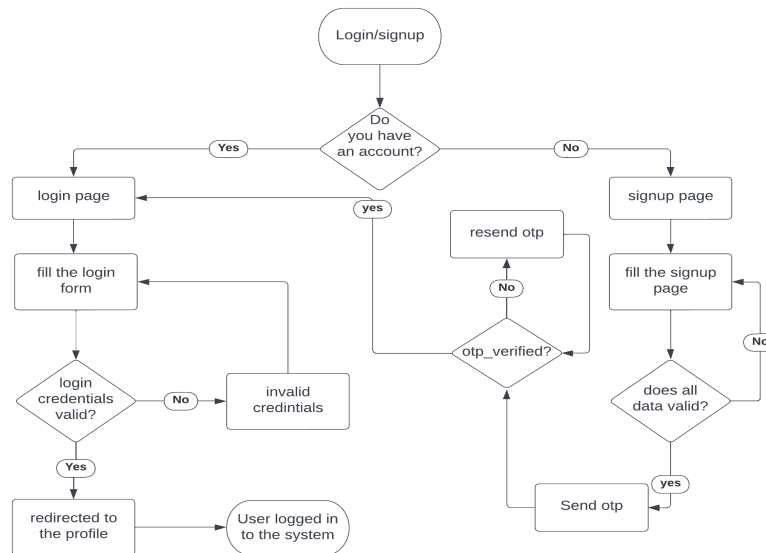 Login/signup
Do
you have
an account?
Yes
No
login page
signup page
yes
resend otp
fill the login
form
fill the signup
page
No
No
otp_verified?
login
credentials
valid?
No
invalid
credintials
does all
data valid?
Yes
yes
redirected to
the profile
User logged in
to the system
Send otp